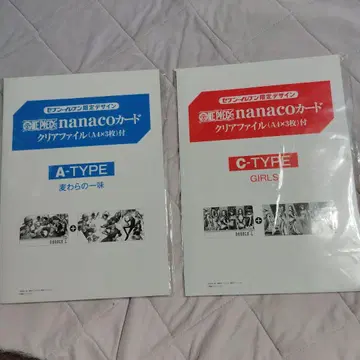 セブン-イレブン限定デザイン
ONE PIECE nanacoカード
クリアファイル(A4×3枚)付
A-TYPE
麦わらの一味
セブン-イレブン限定デザイン
ONE PIECE nanacoカード
クリアファイル(A4×3枚)付
C-TYPE
GIRLS